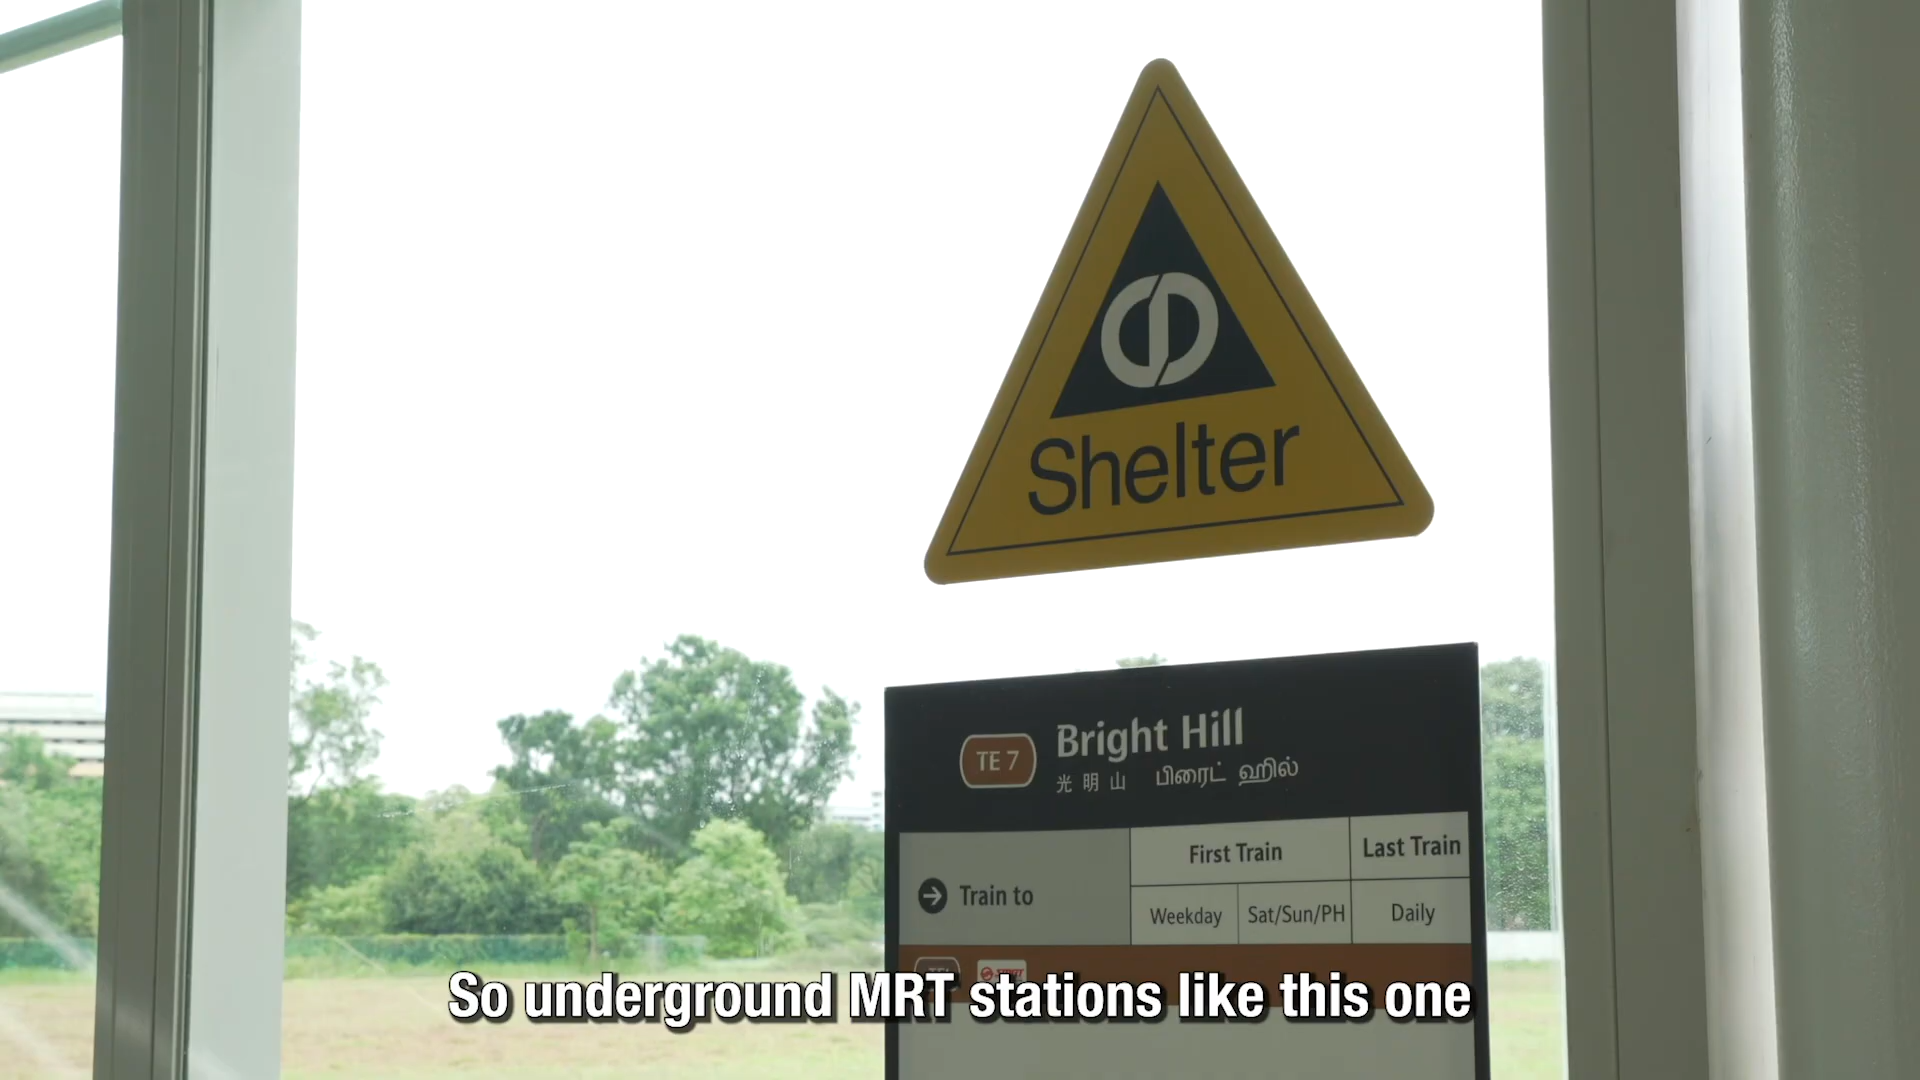 Shelter
TE 7
Bright Hill
光明山 பிரைட் ஹில்
Train to
First Train
Last Train
Weekday
Sat/Sun/PH
Daily
So underground MRT stations like this one